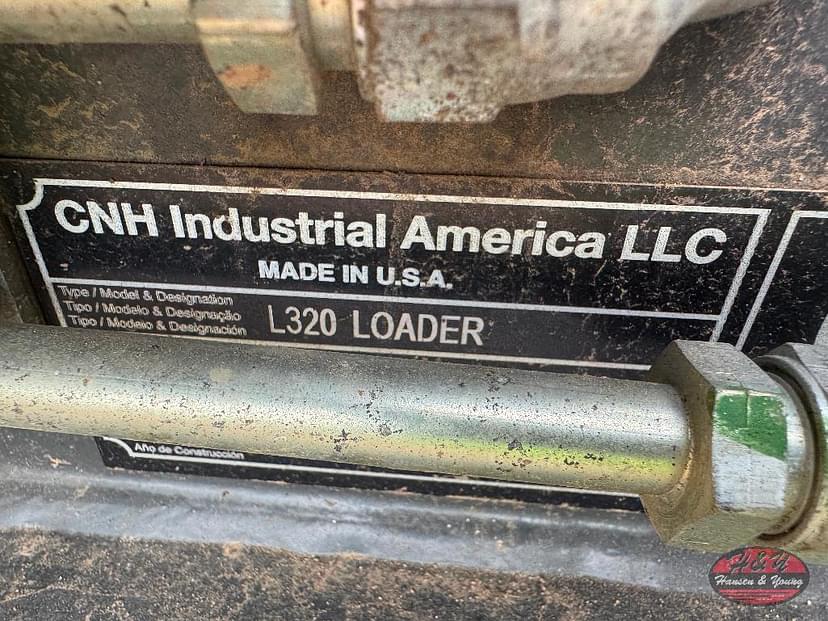 CNH Industrial America LLC
MADE IN U.S.A.
Type / Model & Designation
Tipo / Modelo & Designação
Tipo / Modelo & Designación
L320 LOADER
Año de Construcción
H&Y
Hansen & Young